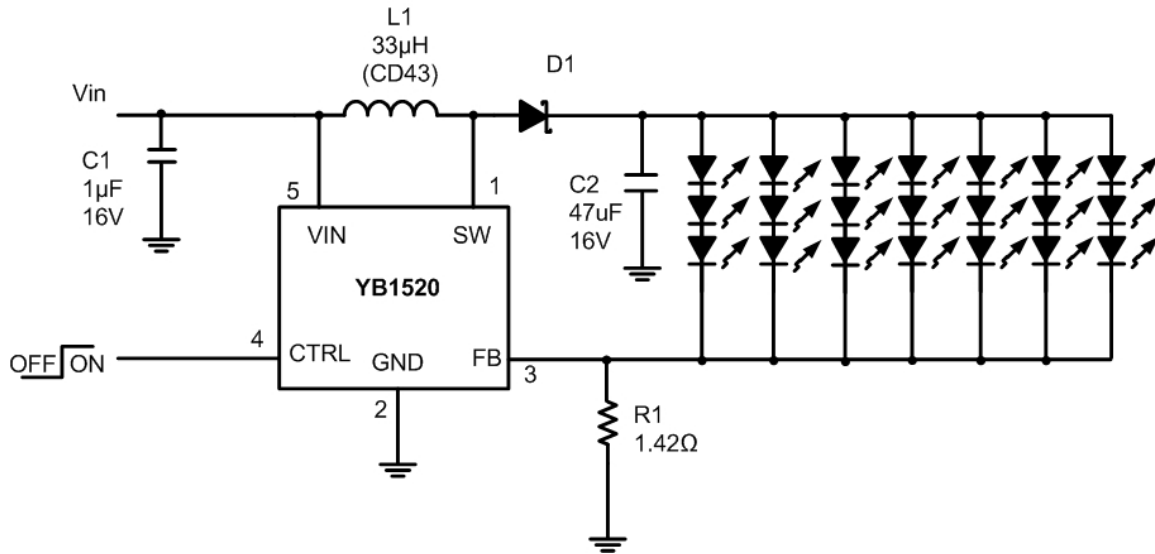 L1
33µH
(CD43)
D1
Vin
C1
1µF
16V
5
1
C2
47uF
16V
VIN
SW
YB1520
4
CTRL
GND
FB
3
OFF
ON
2
R1
1.42Ω